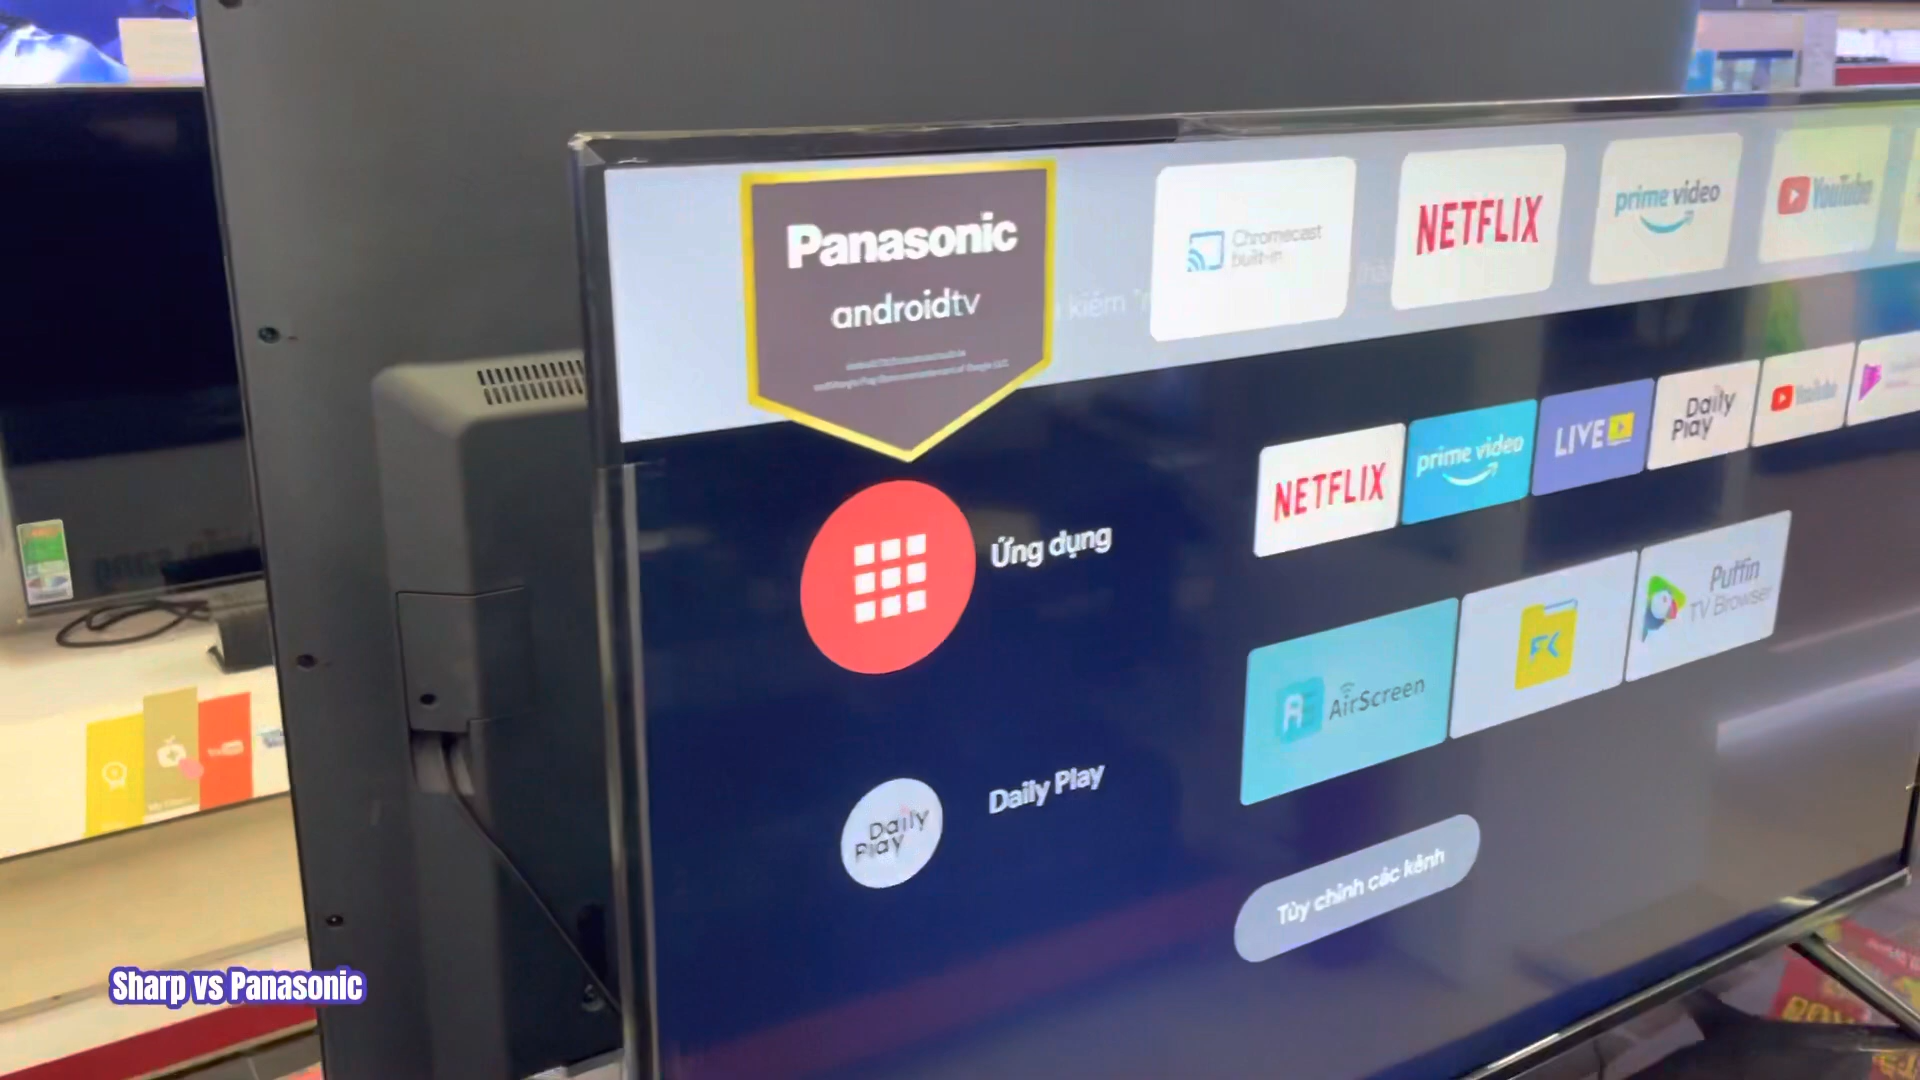 Panasonic
androidtv
Chromecast
built-in
NETFLIX
prime video
YouTube
kiếm
NETFLIX
prime video
LIVE
Daily
Play
YouTube
Ứng dụng
AirScreen
Puffin
TV Browser
Daily
Play
Daily Play
Tùy chỉnh các kênh
Sharp vs Panasonic